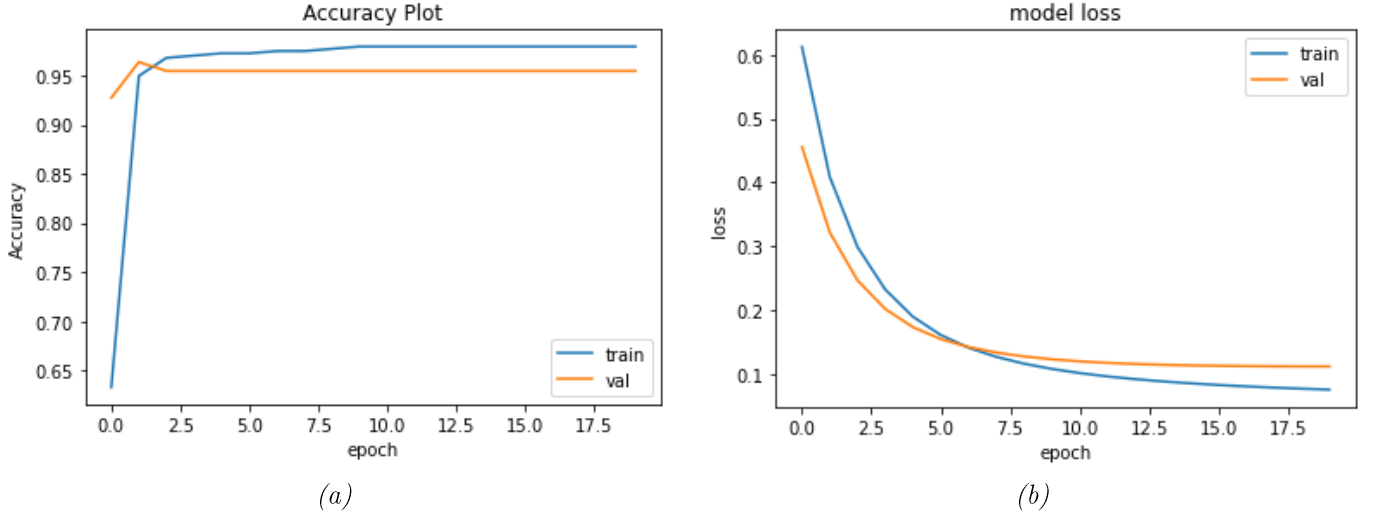 Accuracy Plot
Accuracy
0.95
0.90
0.85
0.80
0.75
0.70
0.65
train
val
0.0 2.5 5.0 7.5 10.0 12.5 15.0 17.5
epoch
(a)
model loss
loss
0.6
0.5
0.4
0.3
0.2
0.1
train
val
0.0 2.5 5.0 7.5 10.0 12.5 15.0 17.5
epoch
(b)